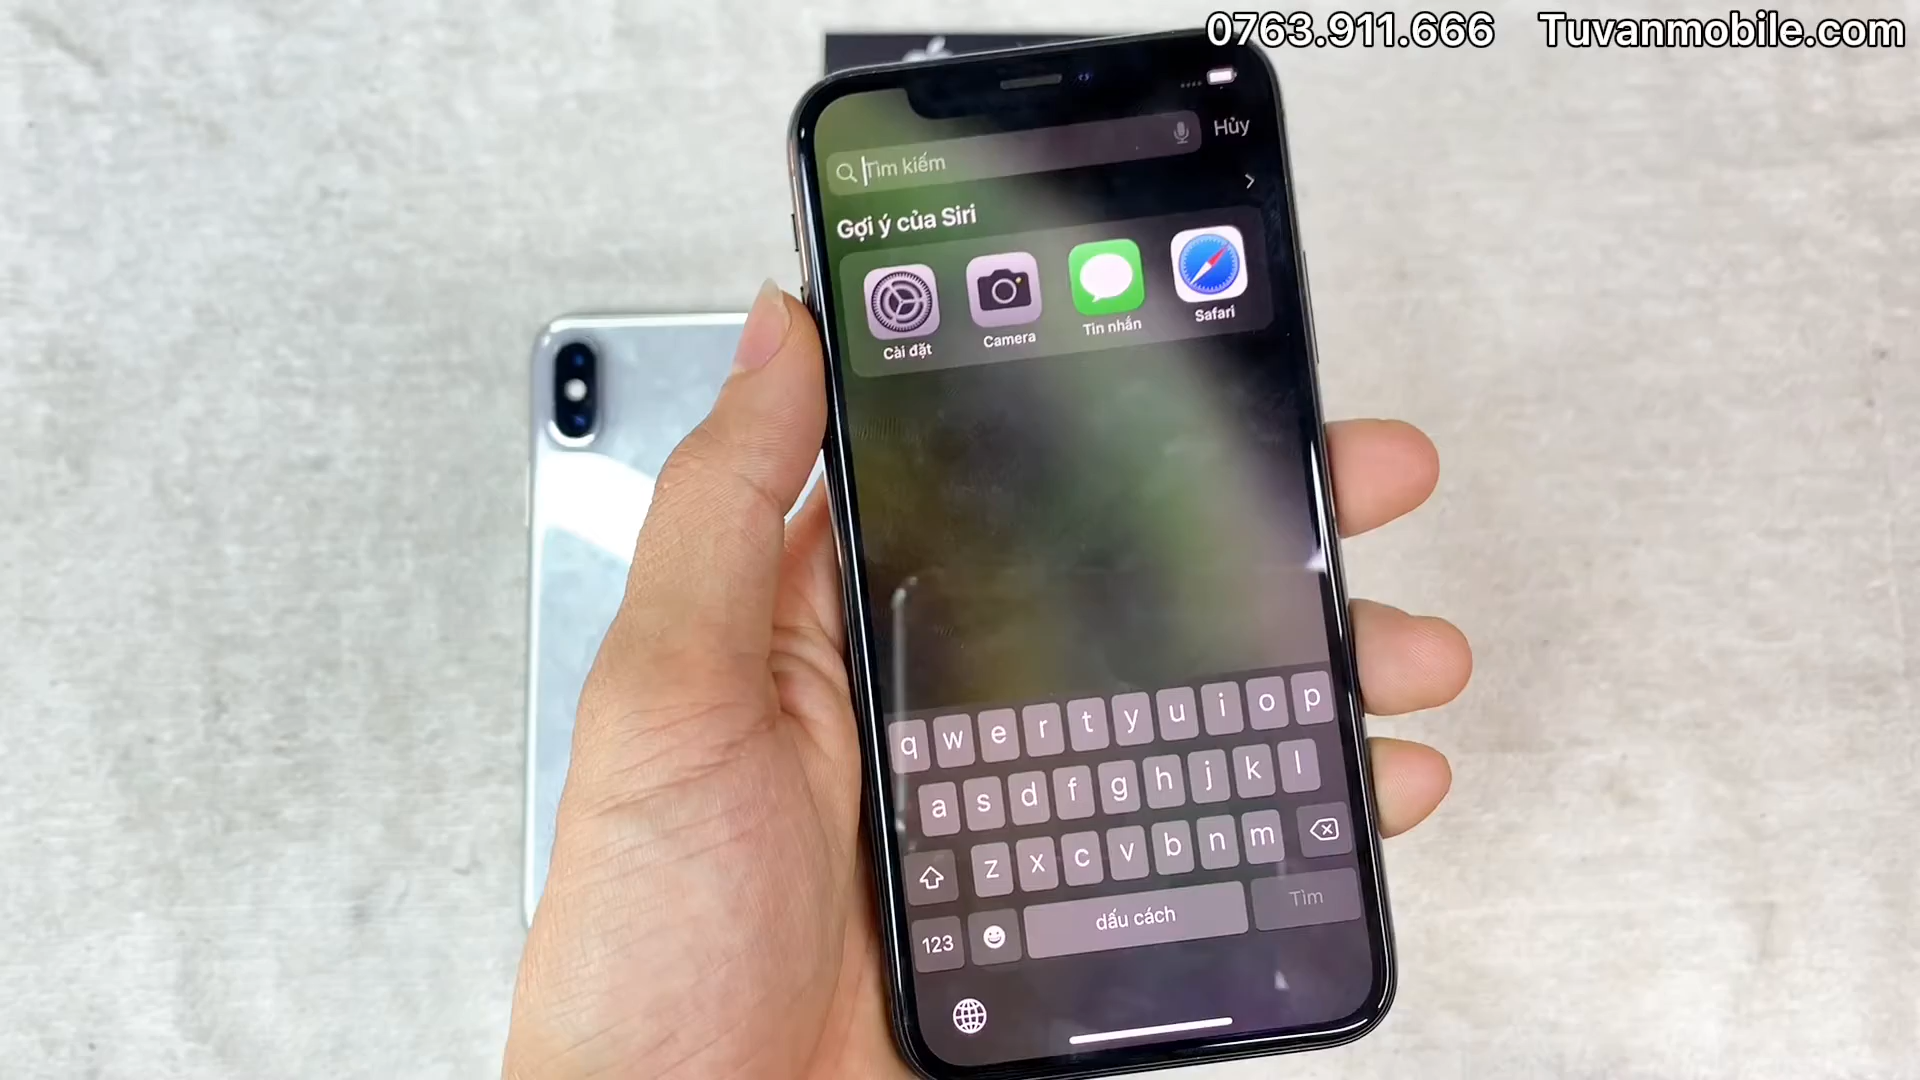 0763.911.666 Tuvanmobile.com
Tìm kiếm
Hủy
Gợi ý của Siri
Cài đặt
Camera
Tin nhắn
Safari
q w e r t y u i o p
a s d f g h j k l
z x c v b n m
123
dấu cách
Tìm